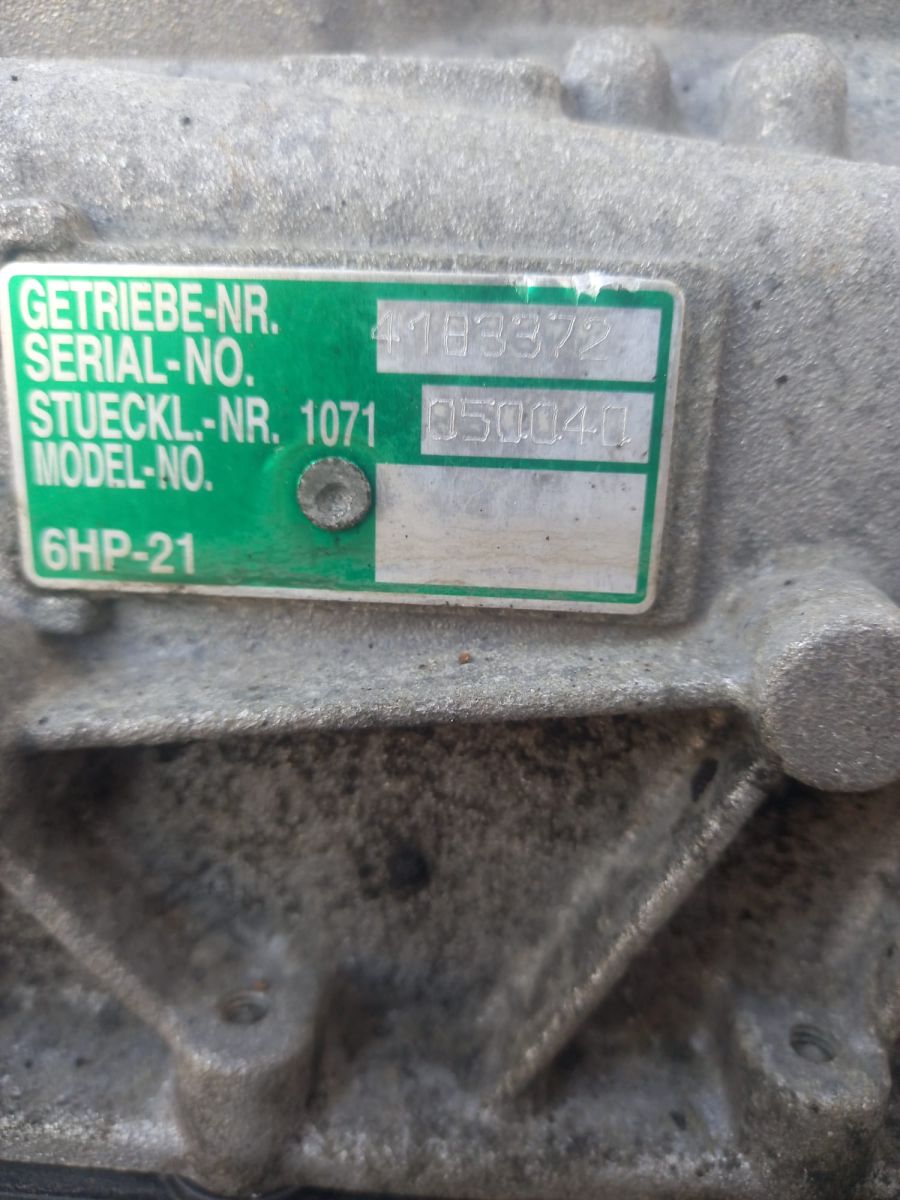 GETRIEBE-NR. 4183372
SERIAL-NO.
STUECKL.-NR. 1071 050040
MODEL-NO.
6HP-21